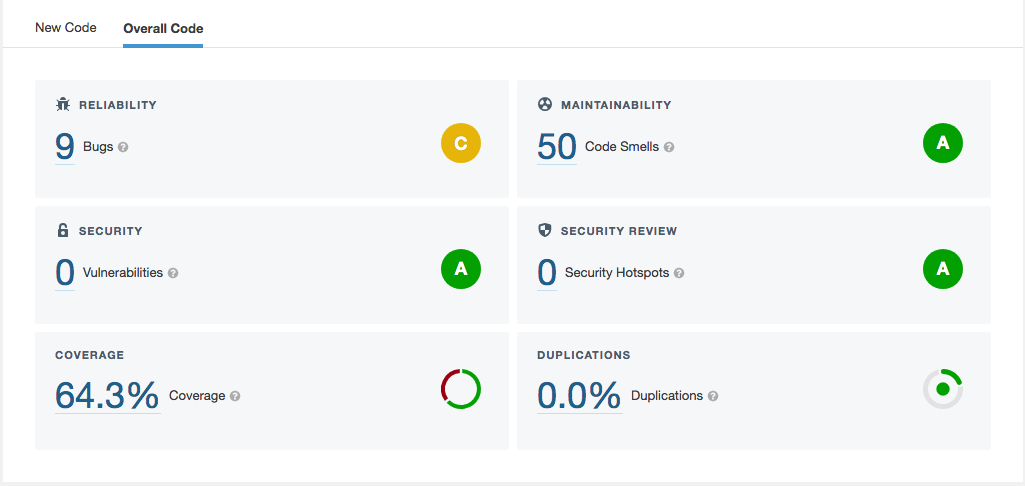 New Code Overall Code
RELIABILITY
9 Bugs ?
C
MAINTAINABILITY
50 Code Smells ?
A
SECURITY
0 Vulnerabilities ?
A
SECURITY REVIEW
0 Security Hotspots ?
A
COVERAGE
64.3% Coverage ?
DUPLICATIONS
0.0% Duplications ?